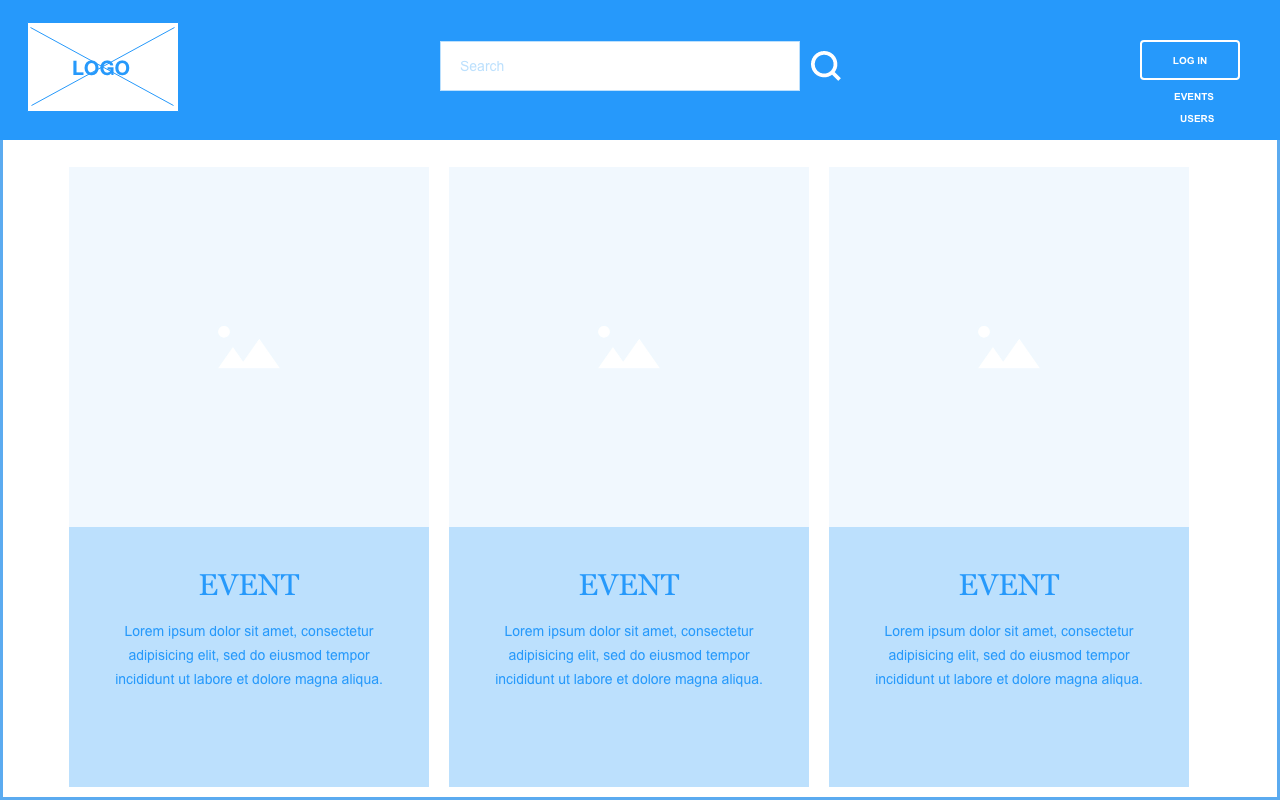 LOGO
Search
LOG IN
EVENTS
USERS
EVENT
Lorem ipsum dolor sit amet, consectetur
adipisicing elit, sed do eiusmod tempor
incididunt ut labore et dolore magna aliqua.
EVENT
Lorem ipsum dolor sit amet, consectetur
adipisicing elit, sed do eiusmod tempor
incididunt ut labore et dolore magna aliqua.
EVENT
Lorem ipsum dolor sit amet, consectetur
adipisicing elit, sed do eiusmod tempor
incididunt ut labore et dolore magna aliqua.